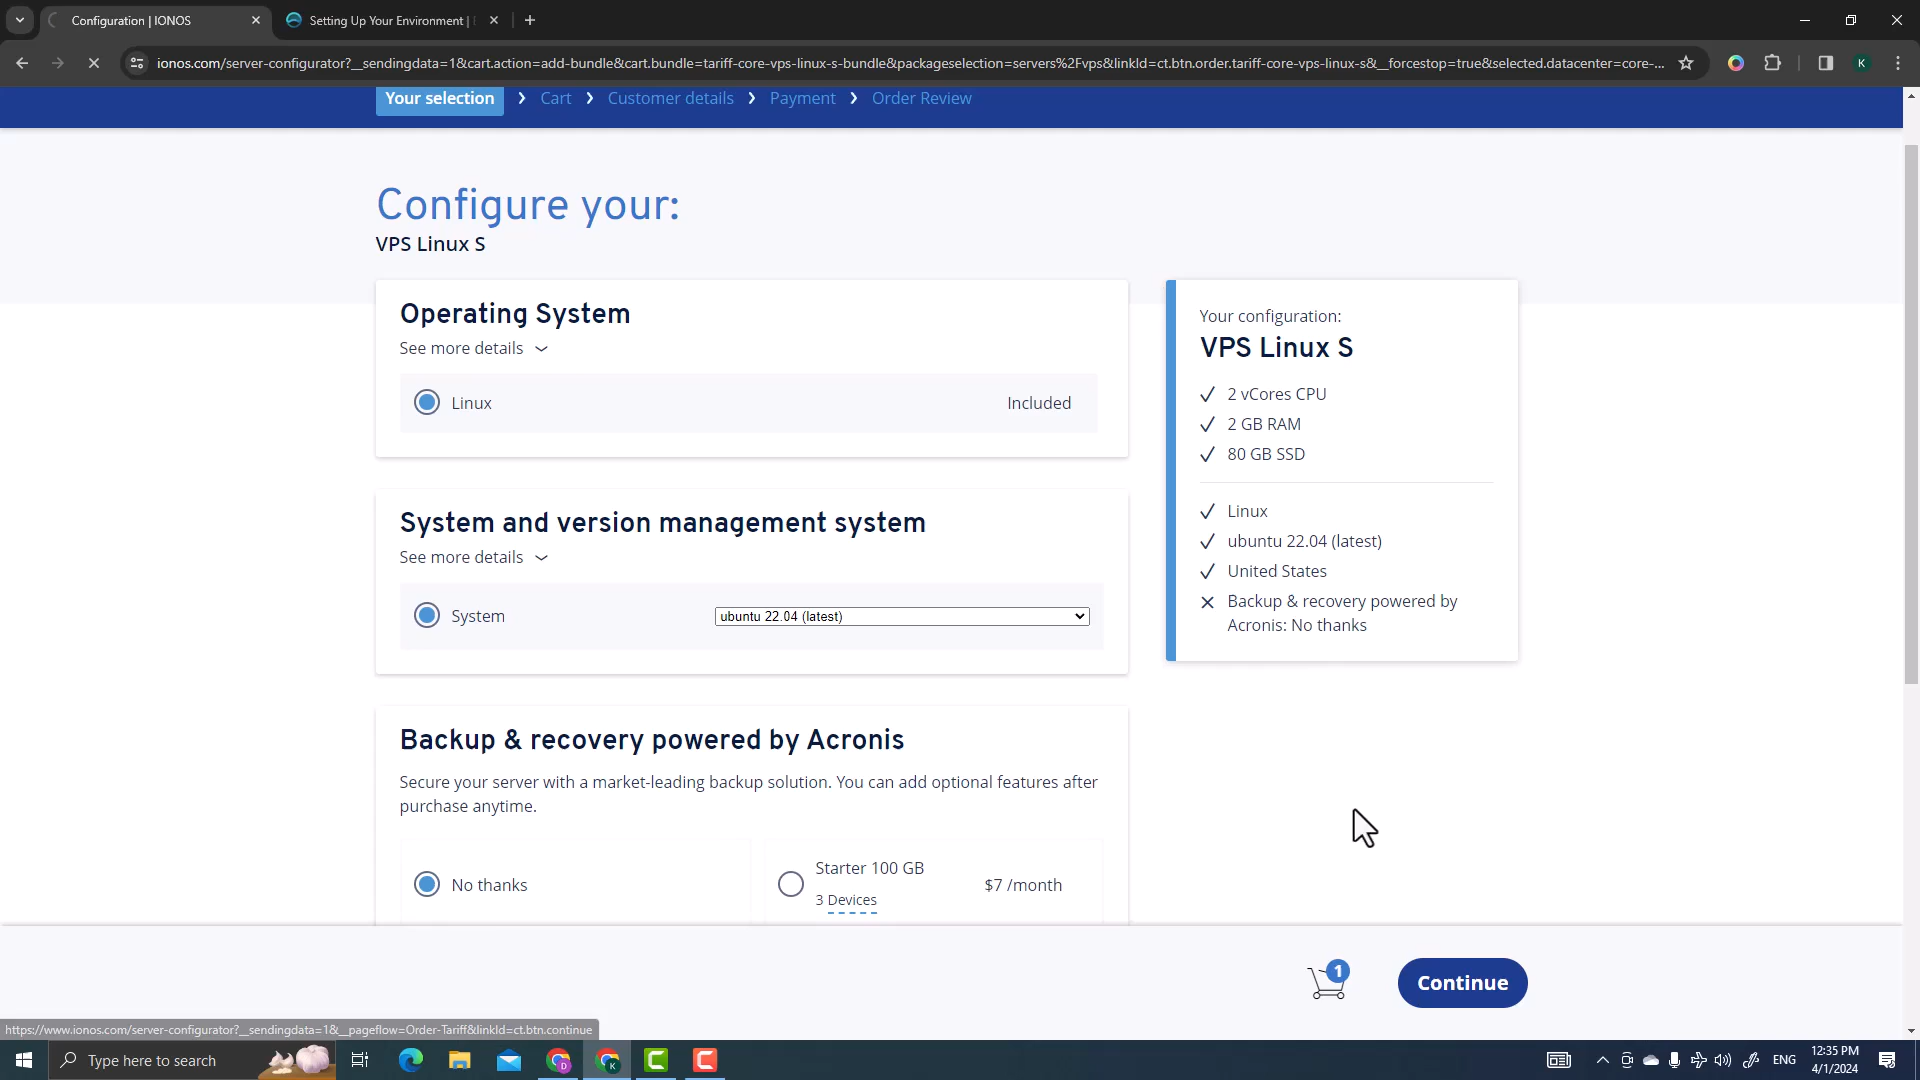 Configuration | IONOS
Setting Up Your Environment |
ionos.com/server-configurator?__sendingdata=1&cart.action=add-bundle&cart.bundle=tariff-core-vps-linux-s-bundle&packageselection=servers%2Fvps&linkId=ct.btn.order.tariff-core-vps-linux-s&__forcestop=true&selected.datacenter=core-...
K
Your selection
Cart
Customer details
Payment
Order Review
Configure your:
VPS Linux S
Operating System
See more details
Linux
Included
System and version management system
See more details
System
ubuntu 22.04 (latest)
Backup & recovery powered by Acronis
Secure your server with a market-leading backup solution. You can add optional features after
purchase anytime.
No thanks
Starter 100 GB
3 Devices
$7 /month
Your configuration:
VPS Linux S
2 vCores CPU
2 GB RAM
80 GB SSD
Linux
ubuntu 22.04 (latest)
United States
Backup & recovery powered by
Acronis: No thanks
1
Continue
https://www.ionos.com/server-configurator?__sendingdata=1&__pageflow=Order-Tariff&linkId=ct.btn.continue
Type here to search
D
K
ENG
12:35 PM
4/1/2024